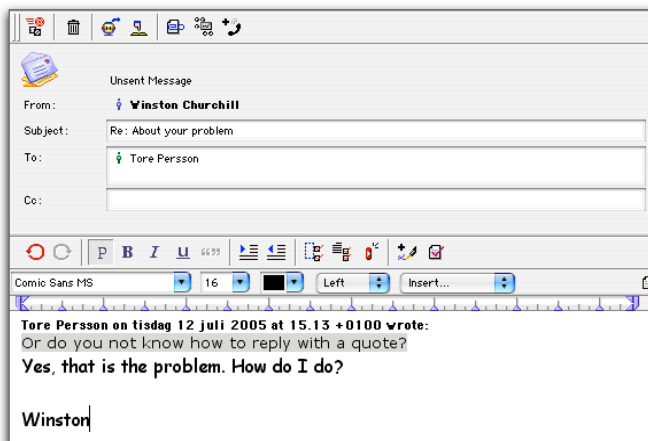 Unsent Message
From: Winston Churchill
Subject: Re: About your problem
To: Tore Persson
Cc:
P B I U
Comic Sans MS 16 Left Insert...
Tore Persson on tisdag 12 juli 2005 at 15.13 +0100 wrote:
Or do you not know how to reply with a quote?
Yes, that is the problem. How do I do?
Winston